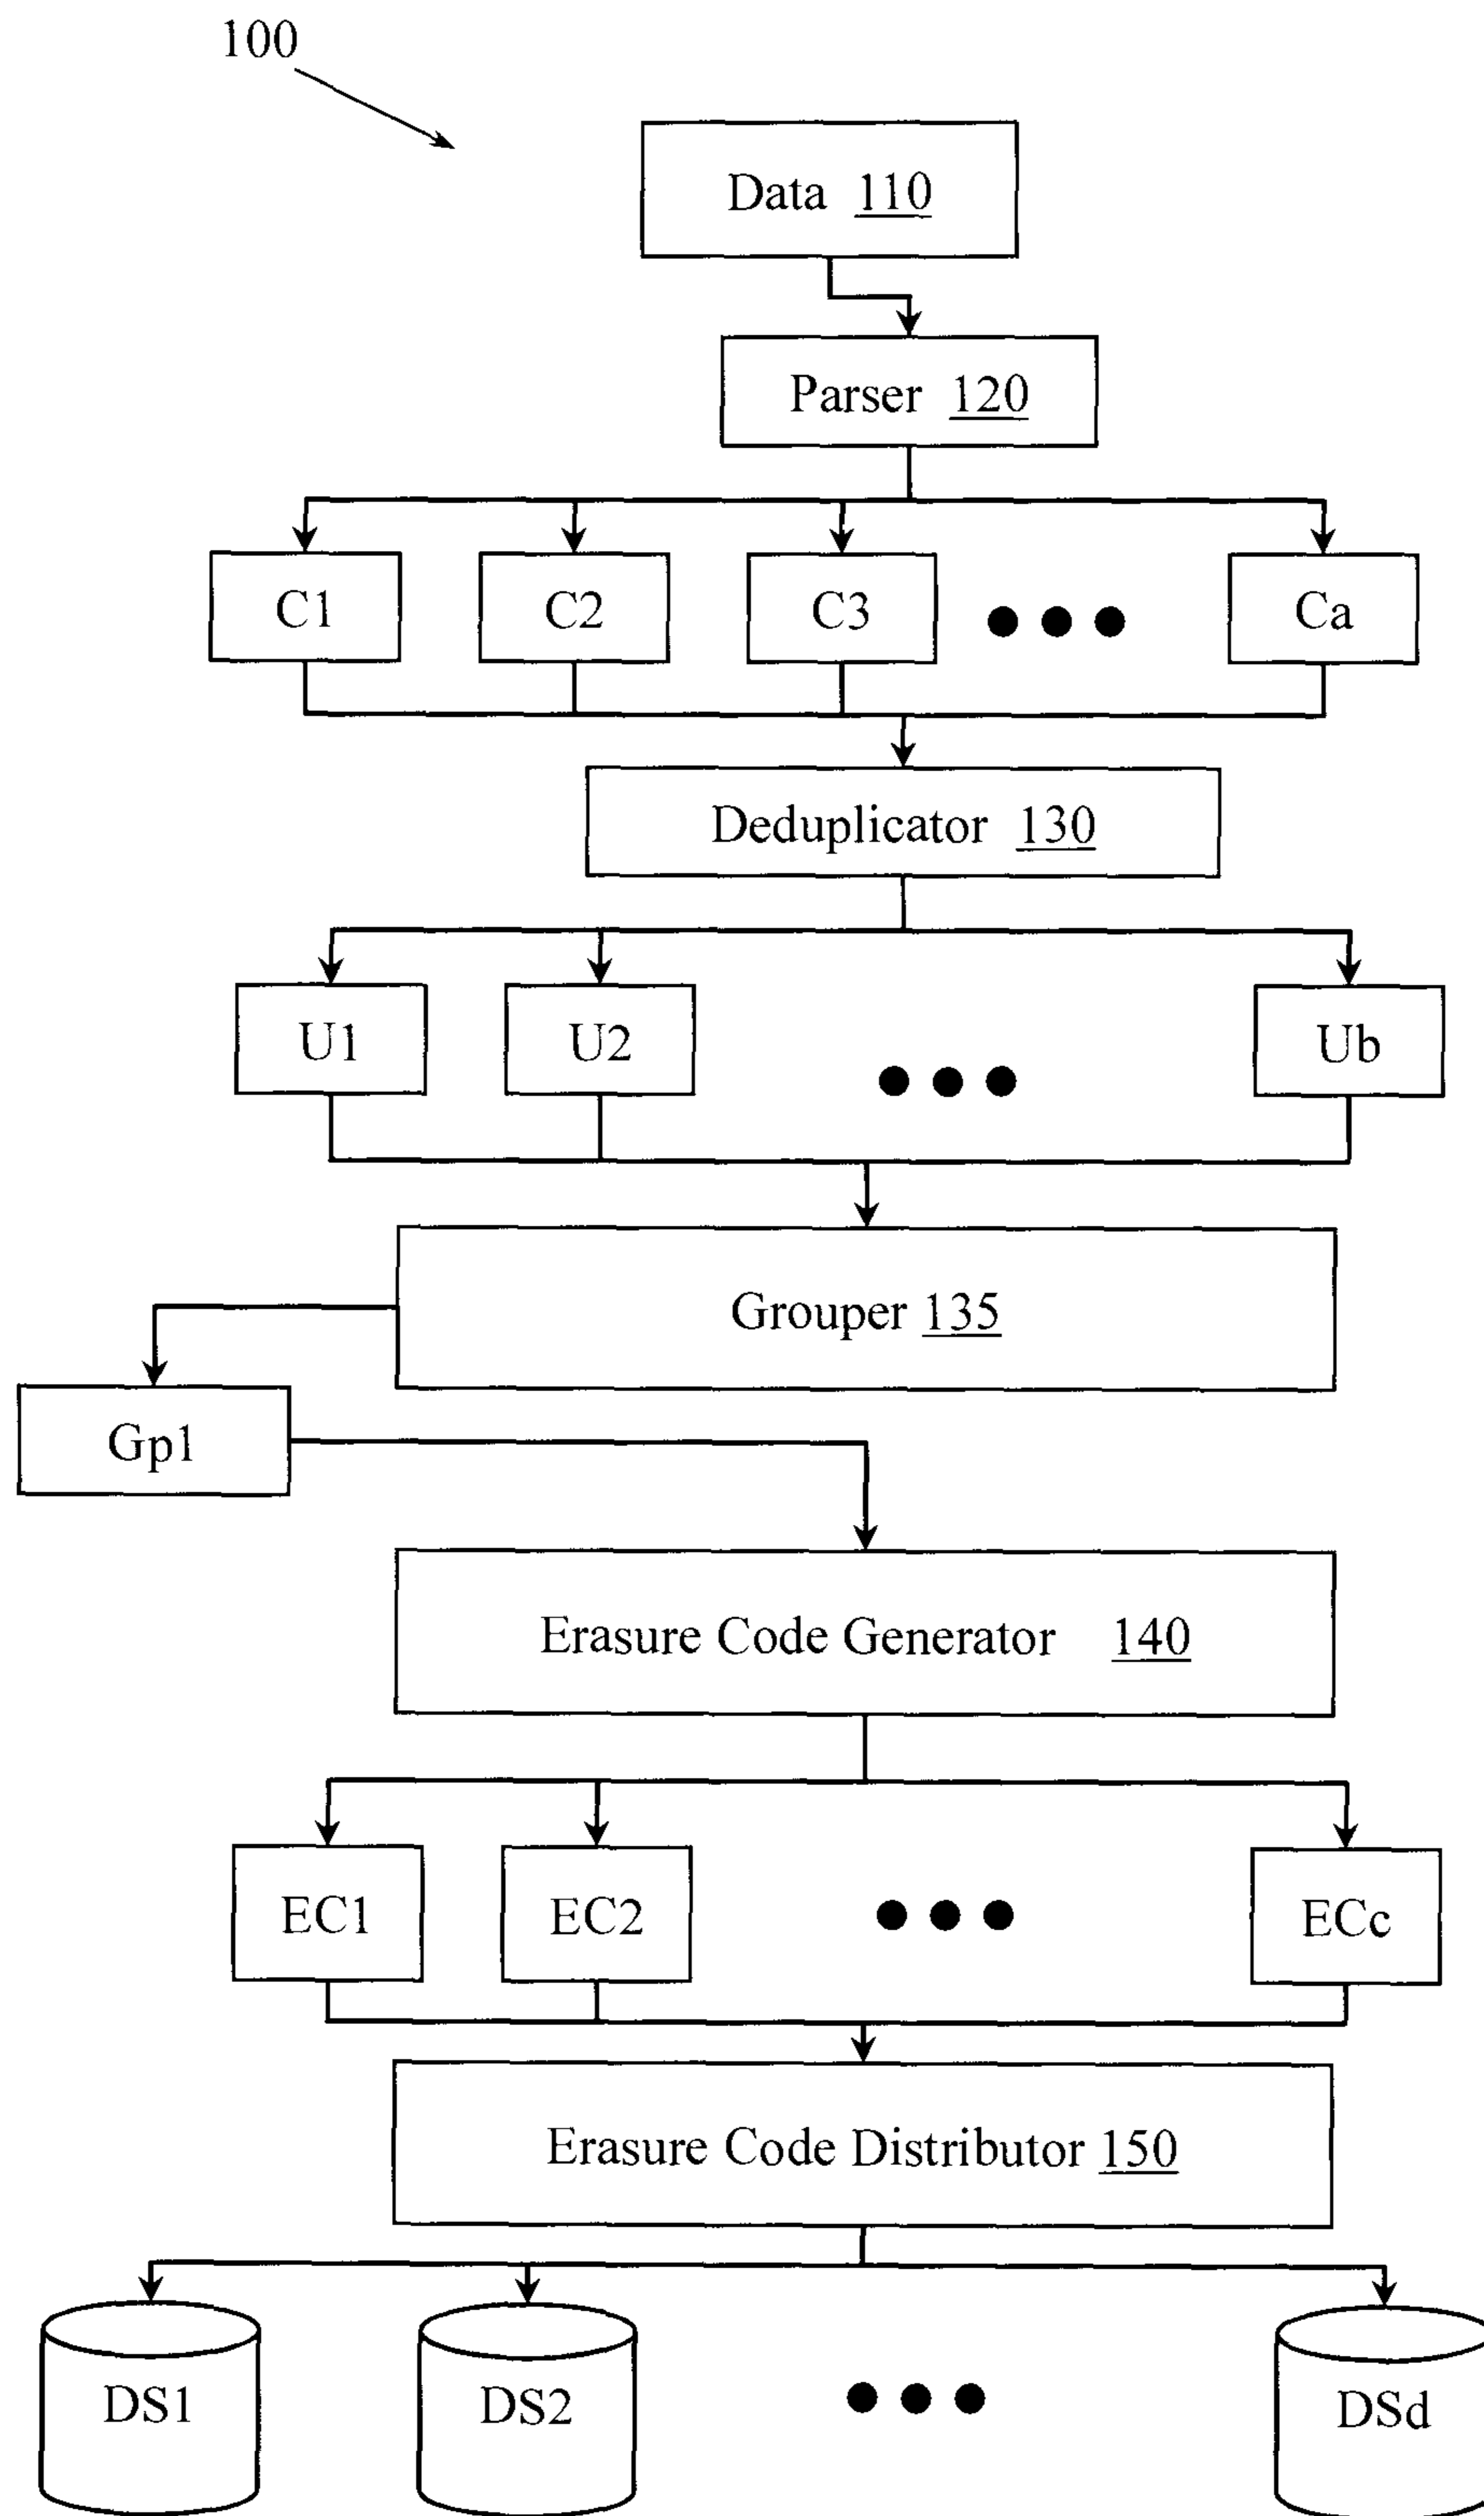 100
Data 110
Parser 120
C1 C2 C3 Ca
Deduplicator 130
U1 U2 Ub
Grouper 135
Gp1
Erasure Code Generator 140
EC1 EC2 ECc
Erasure Code Distributor 150
DS1 DS2 DSd